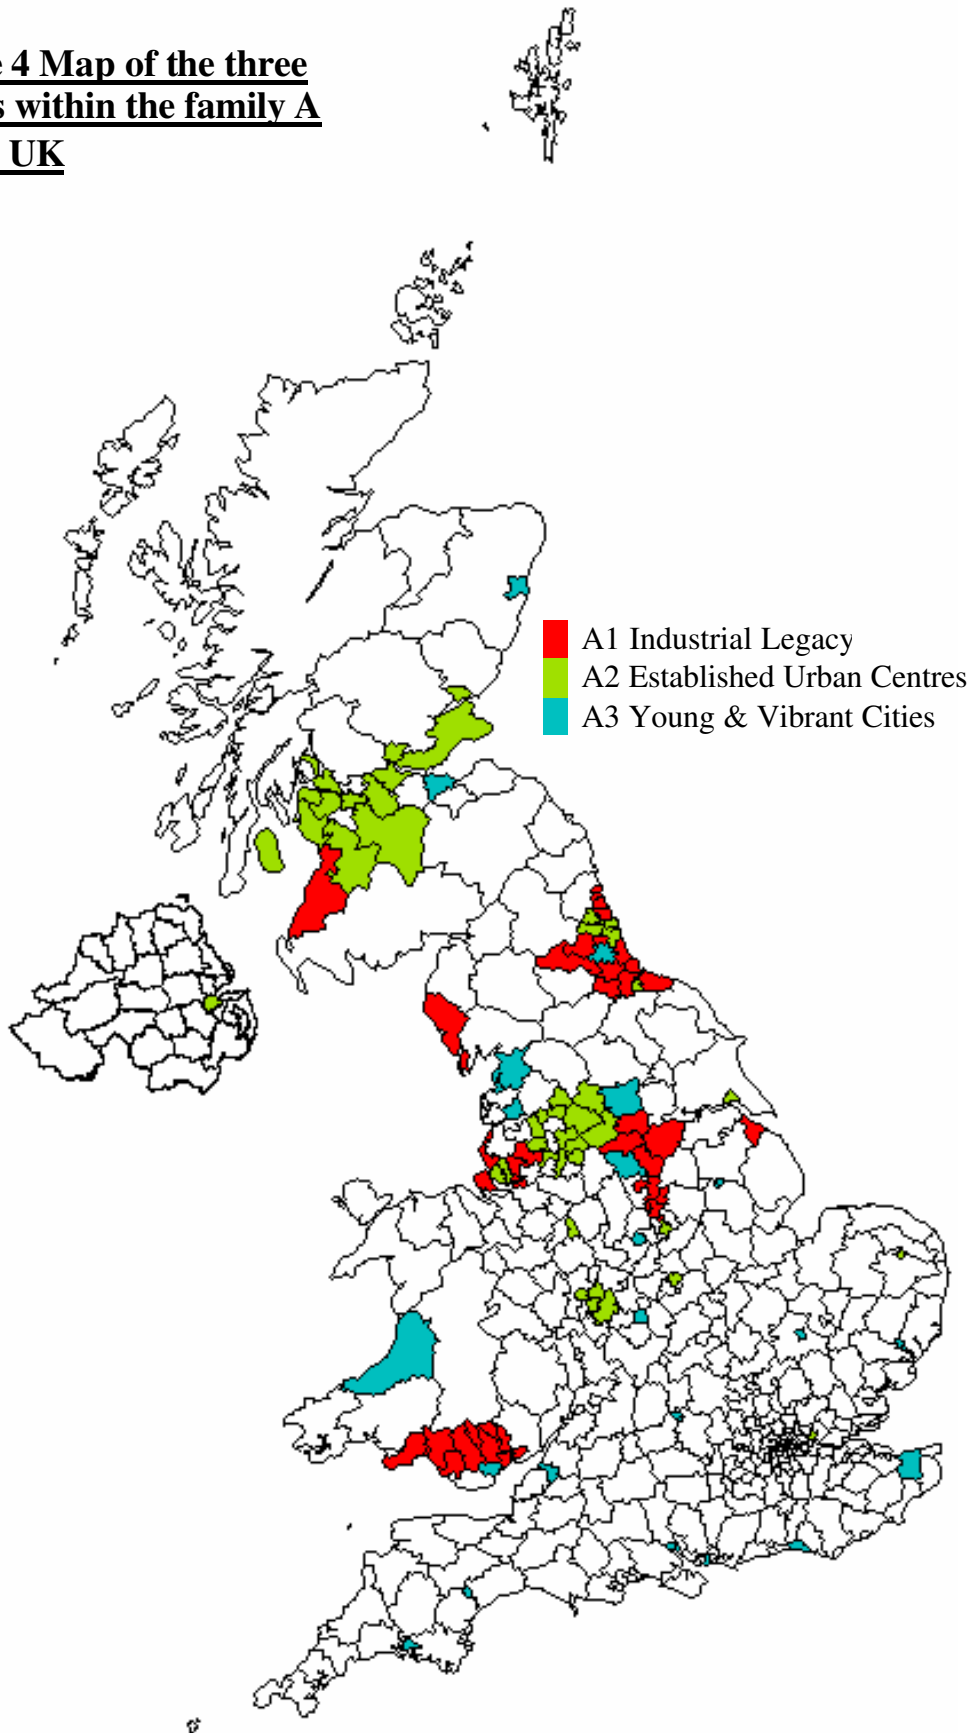 e 4 Map of the three
s within the family A
UK
A1 Industrial Legacy
A2 Established Urban Centres
A3 Young & Vibrant Cities